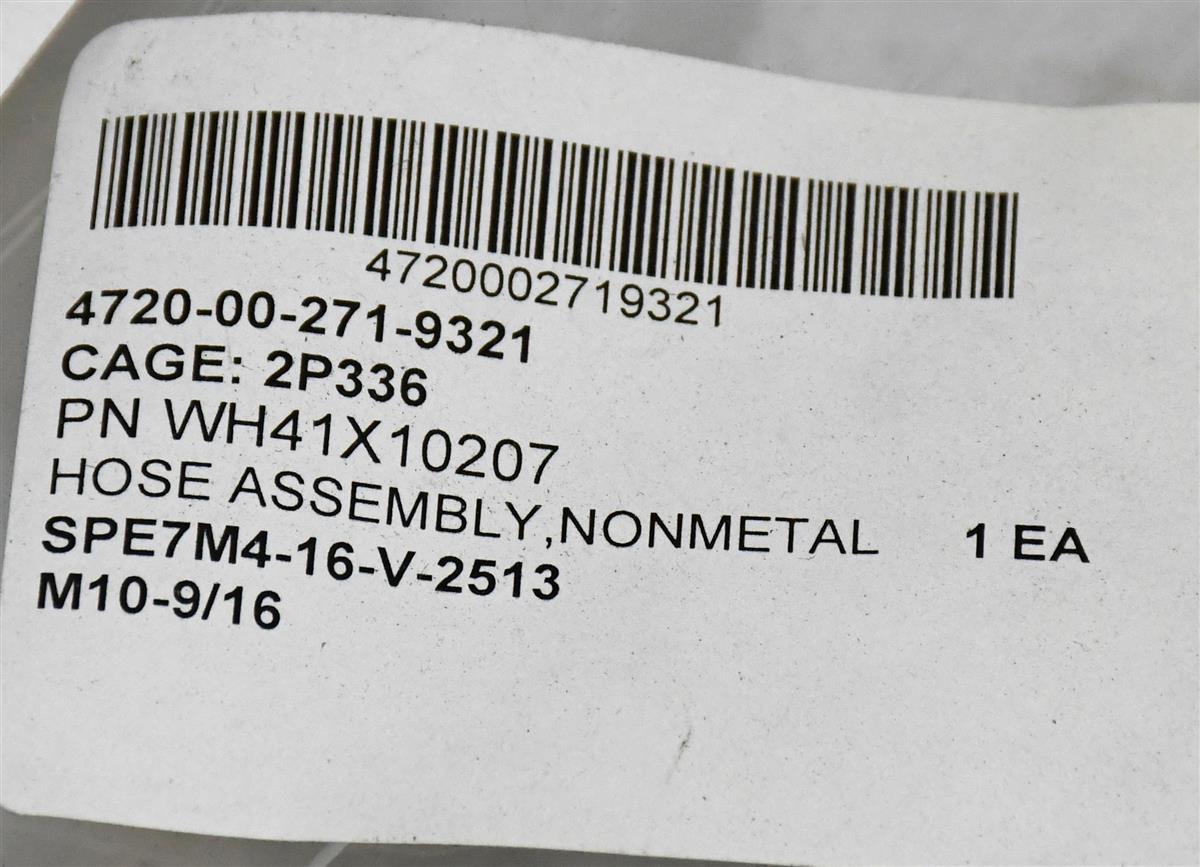 4720002719321
4720-00-271-9321
CAGE: 2P336
PN WH41X10207
HOSE ASSEMBLY,NONMETAL 1 EA
SPE7M4-16-V-2513
M10-9/16